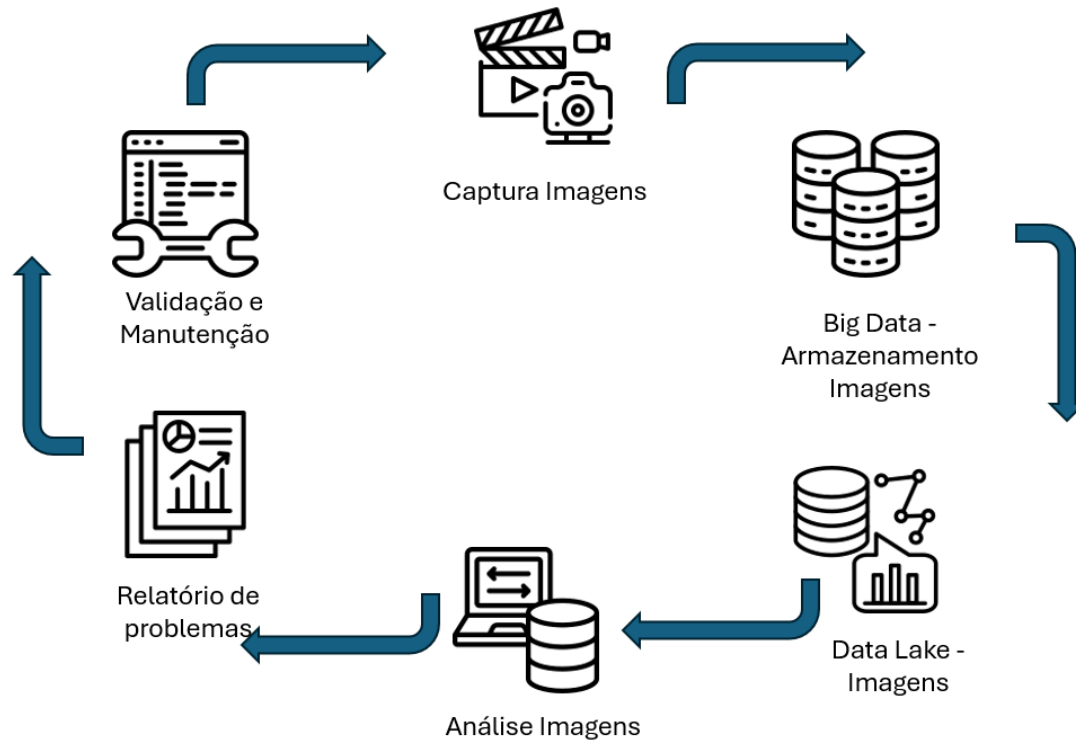 Captura Imagens
Big Data -
Armazenamento
Imagens
Data Lake -
Imagens
Análise Imagens
Relatório de
problemas
Validação e
Manutenção